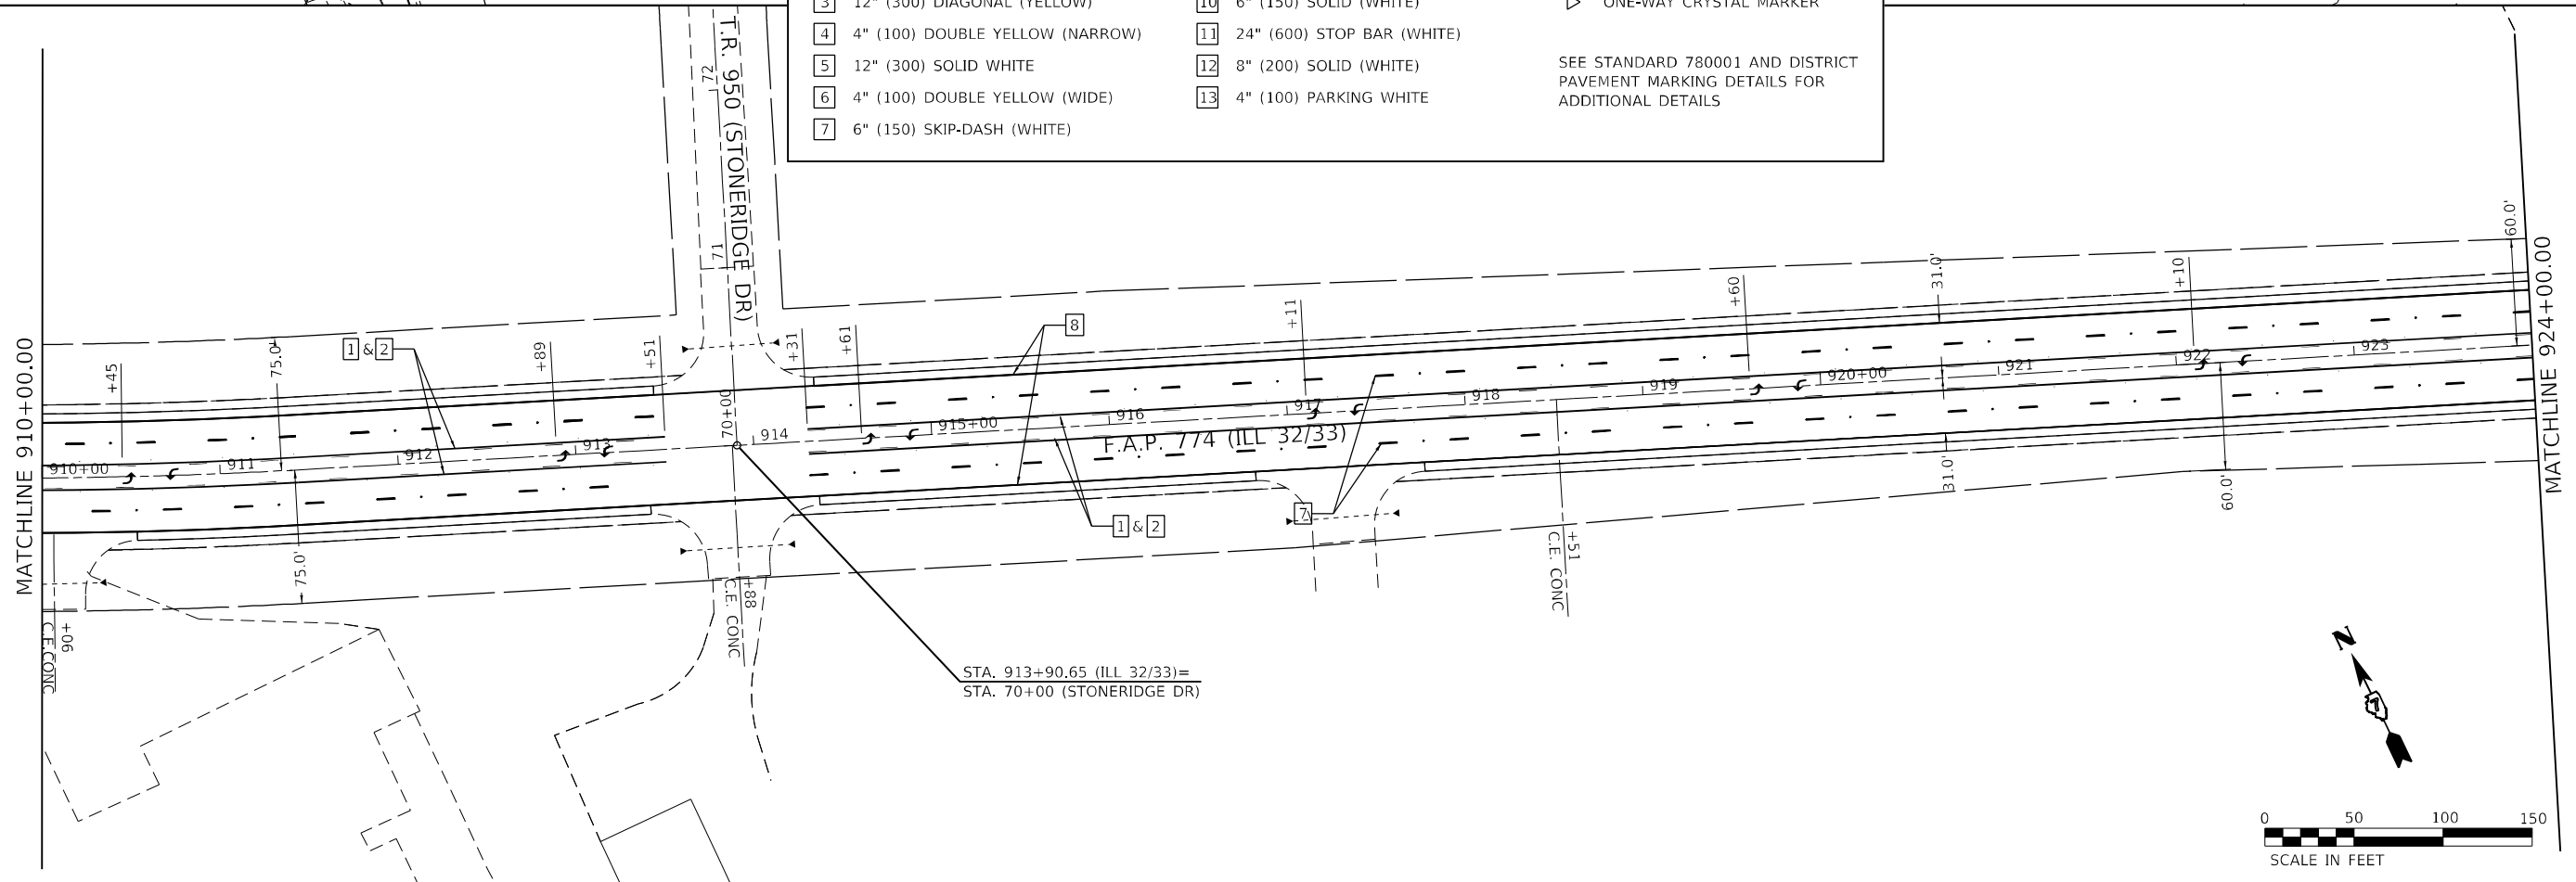 3 12" (300) DIAGONAL (YELLOW)
4 4" (100) DOUBLE YELLOW (NARROW)
5 12" (300) SOLID WHITE
6 4" (100) DOUBLE YELLOW (WIDE)
7 6" (150) SKIP-DASH (WHITE)
10 6" (150) SOLID (WHITE)
11 24" (600) STOP BAR (WHITE)
12 8" (200) SOLID (WHITE)
13 4" (100) PARKING WHITE
ONE-WAY CRYSTAL MARKER
SEE STANDARD 780001 AND DISTRICT
PAVEMENT MARKING DETAILS FOR
ADDITIONAL DETAILS
T.R. 950 (STONERIDGE DR)
72
71
70+00
MATCHLINE 910+00.00
MATCHLINE 924+00.00
+45
75.0'
1 & 2
+89
+51
+31
+61
8
+11
+60
31.0'
+10
60.0'
910+00
911
912
913
914
915+00
916
917
918
919
920+00
921
922
923
F.A.P. 774 (ILL 32/33)
75.0'
1 & 2
7
31.0'
60.0'
+06
C.E. CONC
+88
C.E. CONC
+51
C.E. CONC
STA. 913+90.65 (ILL 32/33)=
STA. 70+00 (STONERIDGE DR)
N
7
0 50 100 150
SCALE IN FEET